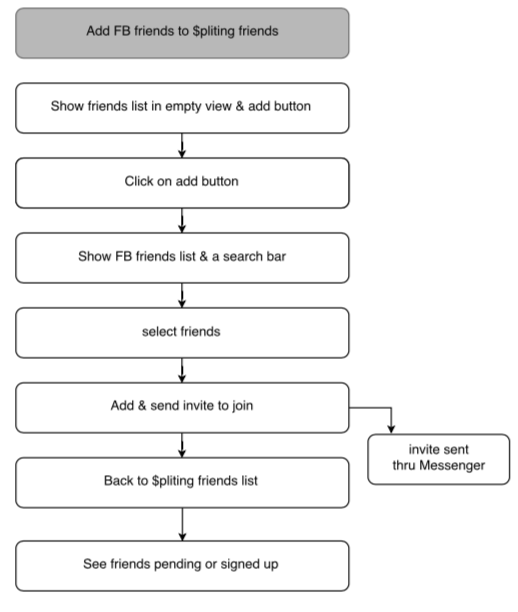 Add FB friends to $pliting friends
Show friends list in empty view & add button
Click on add button
Show FB friends list & a search bar
select friends
Add & send invite to join
invite sent
thru Messenger
Back to $pliting friends list
See friends pending or signed up